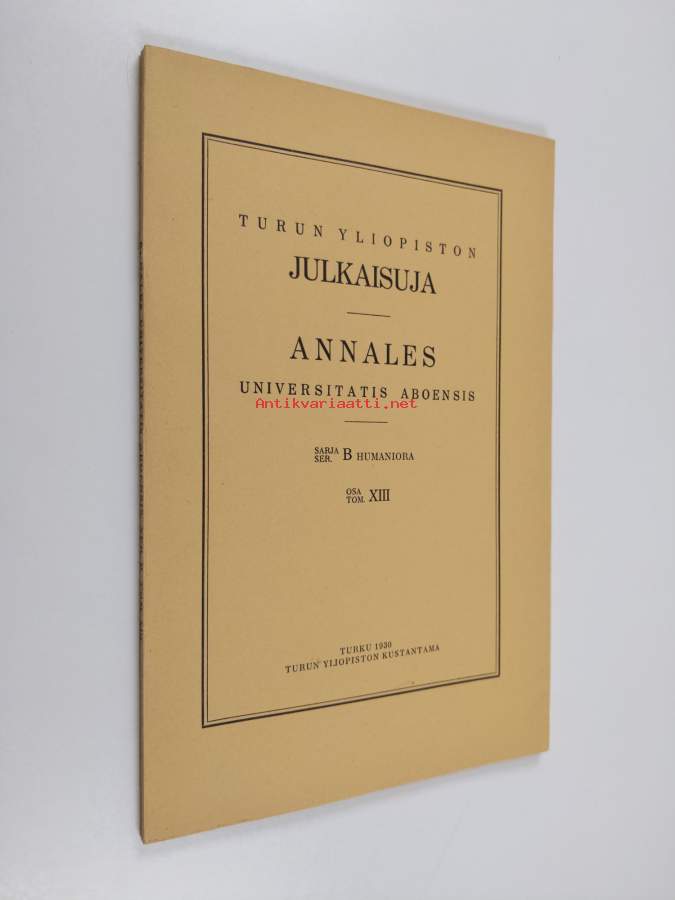 TURUN YLIOPISTON
JULKAISUJA
ANNALES
UNIVERSITATIS ABOENSIS
Antikvariaatti.net
SARJA
SER. B HUMANIORA
OSA
TOM. XIII
TURKU 1930
TURUN YLIOPISTON KUSTANTAMA